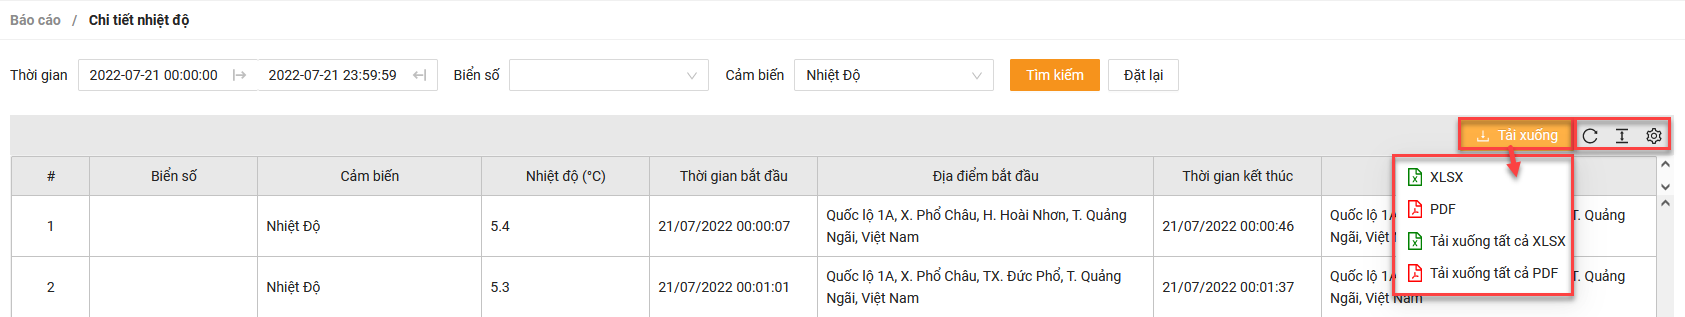 Báo cáo / Chi tiết nhiệt độ
Thời gian 2022-07-21 00:00:00 2022-07-21 23:59:59 Biển số Cảm biến Nhiệt Độ Tìm kiếm Đặt lại
Tải xuống
# Biển số Cảm biến Nhiệt độ (°C) Thời gian bắt đầu Địa điểm bắt đầu Thời gian kết thúc
XLSX
PDF
Tải xuống tất cả XLSX
Tải xuống tất cả PDF
1 Nhiệt Độ 5.4 21/07/2022 00:00:07 Quốc lộ 1A, X. Phổ Châu, H. Hoài Nhơn, T. Quảng
Ngãi, Việt Nam
21/07/2022 00:00:46 Quốc lộ 1A T. Quảng
Ngãi, Việt Nam
2 Nhiệt Độ 5.3 21/07/2022 00:01:01 Quốc lộ 1A, X. Phổ Châu, TX. Đức Phổ, T. Quảng
Ngãi, Việt Nam
21/07/2022 00:01:37 Quốc lộ 1A T. Quảng
Ngãi, Việt Nam